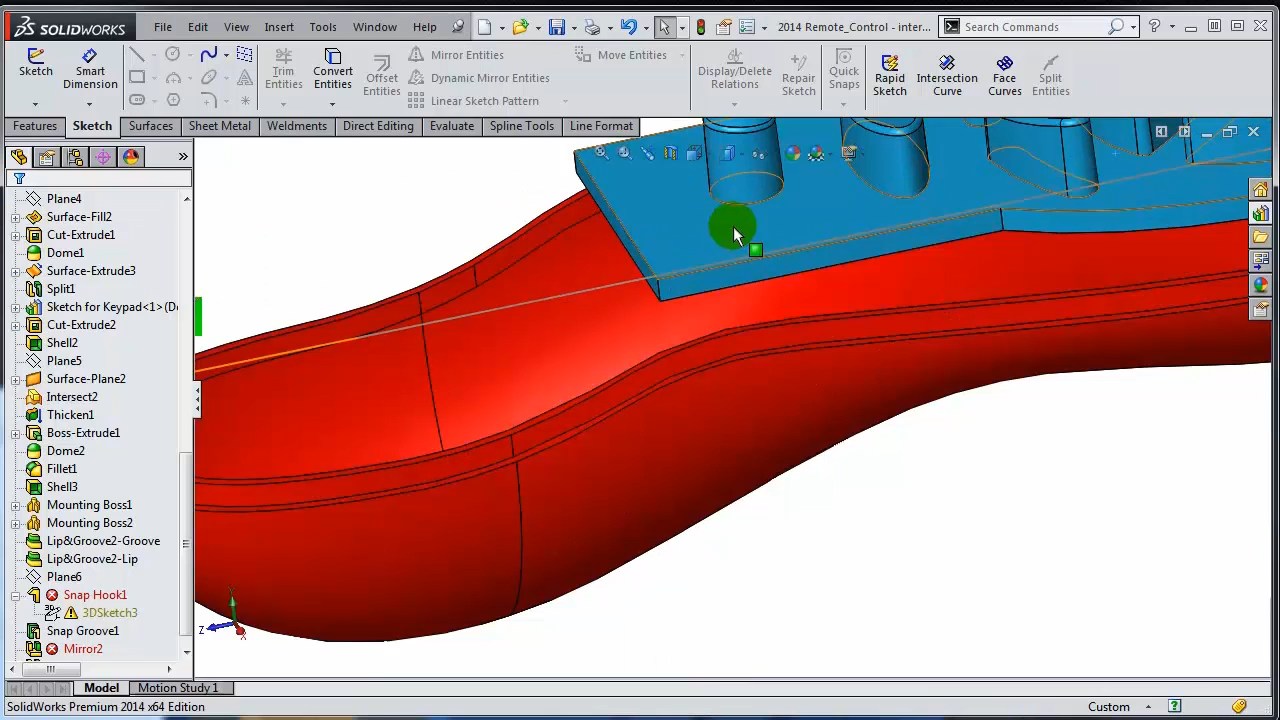 SOLIDWORKS File Edit View Insert Tools Window Help 2014 Remote_Control - inter... Search Commands
Sketch Smart Dimension Trim Entities Convert Entities Offset Entities Mirror Entities Dynamic Mirror Entities Linear Sketch Pattern Move Entities Display/Delete Relations Repair Sketch Quick Snaps Rapid Sketch Intersection Curve Face Curves Split Entities
Features Sketch Surfaces Sheet Metal Weldments Direct Editing Evaluate Spline Tools Line Format
Plane4
Surface-Fill2
Cut-Extrude1
Dome1
Surface-Extrude3
Split1
Sketch for Keypad<1> (De
Cut-Extrude2
Shell2
Plane5
Surface-Plane2
Intersect2
Thicken1
Boss-Extrude1
Dome2
Fillet1
Shell3
Mounting Boss1
Mounting Boss2
Lip&Groove2-Groove
Lip&Groove2-Lip
Plane6
Snap Hook1
3D 3DSketch3
Snap Groove1
Mirror2
Y
Z
X
Model Motion Study 1
SolidWorks Premium 2014 x64 Edition Custom